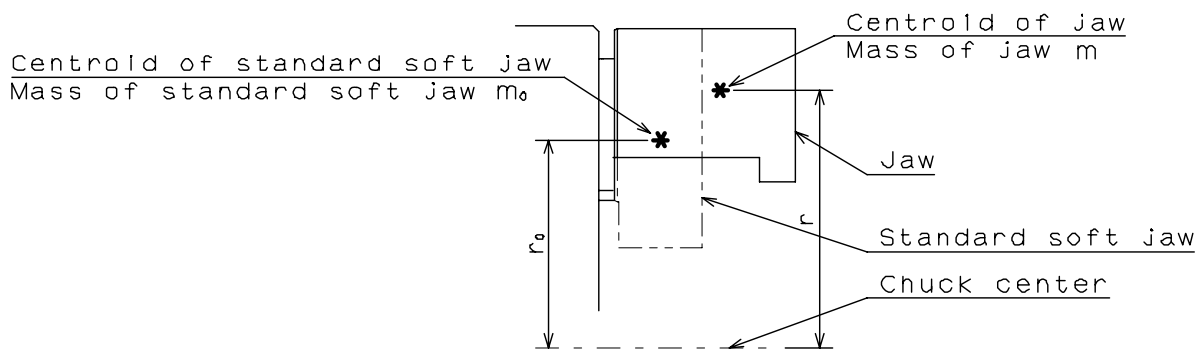 Centroid of jaw
Mass of jaw m
Centroid of standard soft jaw
Mass of standard soft jaw m₀
Jaw
r
r₀
Standard soft jaw
Chuck center